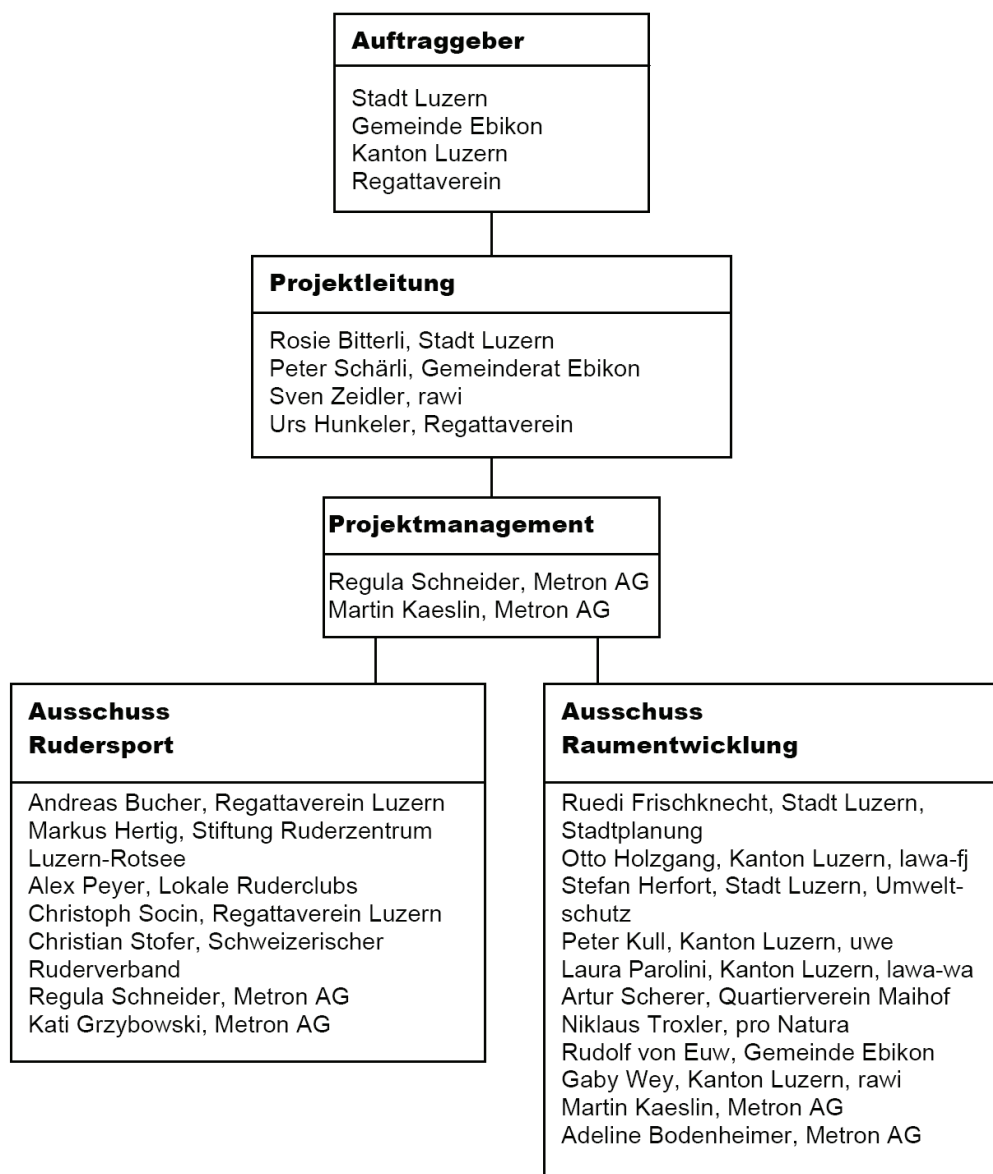 Auftraggeber
Stadt Luzern
Gemeinde Ebikon
Kanton Luzern
Regattaverein
Projektleitung
Rosie Bitterli, Stadt Luzern
Peter Schärli, Gemeinderat Ebikon
Sven Zeidler, rawi
Urs Hunkeler, Regattaverein
Projektmanagement
Regula Schneider, Metron AG
Martin Kaeslin, Metron AG
Ausschuss
Rudersport
Andreas Bucher, Regattaverein Luzern
Markus Hertig, Stiftung Ruderzentrum
Luzern-Rotsee
Alex Peyer, Lokale Ruderclubs
Christoph Socin, Regattaverein Luzern
Christian Stofer, Schweizerischer
Ruderverband
Regula Schneider, Metron AG
Kati Grzybowski, Metron AG
Ausschuss
Raumentwicklung
Ruedi Frischknecht, Stadt Luzern,
Stadtplanung
Otto Holzgang, Kanton Luzern, lawa-fj
Stefan Herfort, Stadt Luzern, Umwelt-
schutz
Peter Kull, Kanton Luzern, uwe
Laura Parolini, Kanton Luzern, lawa-wa
Artur Scherer, Quartierverein Maihof
Niklaus Troxler, pro Natura
Rudolf von Euw, Gemeinde Ebikon
Gaby Wey, Kanton Luzern, rawi
Martin Kaeslin, Metron AG
Adeline Bodenheimer, Metron AG